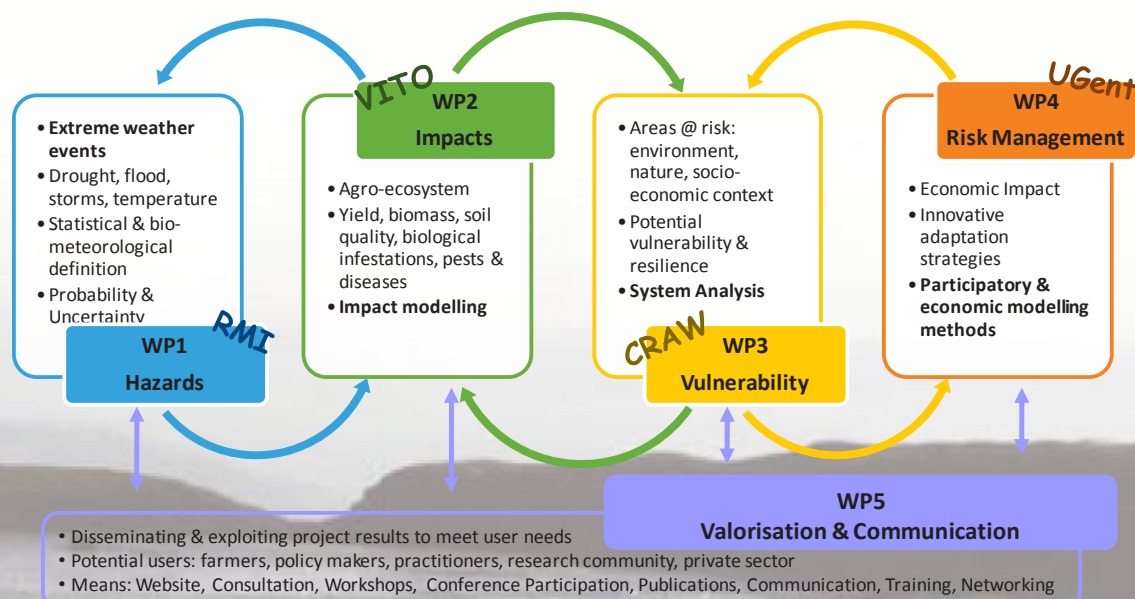 • Extreme weather
events
• Drought, flood,
storms, temperature
• Statistical & bio-
meteorological
definition
• Probability &
Uncertainty
RMI
WP1
Hazards
VITO
WP2
Impacts
• Agro-ecosystem
• Yield, biomass, soil
quality, biological
infestations, pests &
diseases
• Impact modelling
• Areas @ risk:
environment,
nature, socio-
economic context
• Potential
vulnerability &
resilience
• System Analysis
CRAW
WP3
Vulnerability
UGent
WP4
Risk Management
• Economic Impact
• Innovative
adaptation
strategies
• Participatory &
economic modelling
methods
WP5
Valorisation & Communication
• Disseminating & exploiting project results to meet user needs
• Potential users: farmers, policy makers, practitioners, research community, private sector
• Means: Website, Consultation, Workshops, Conference Participation, Publications, Communication, Training, Networking